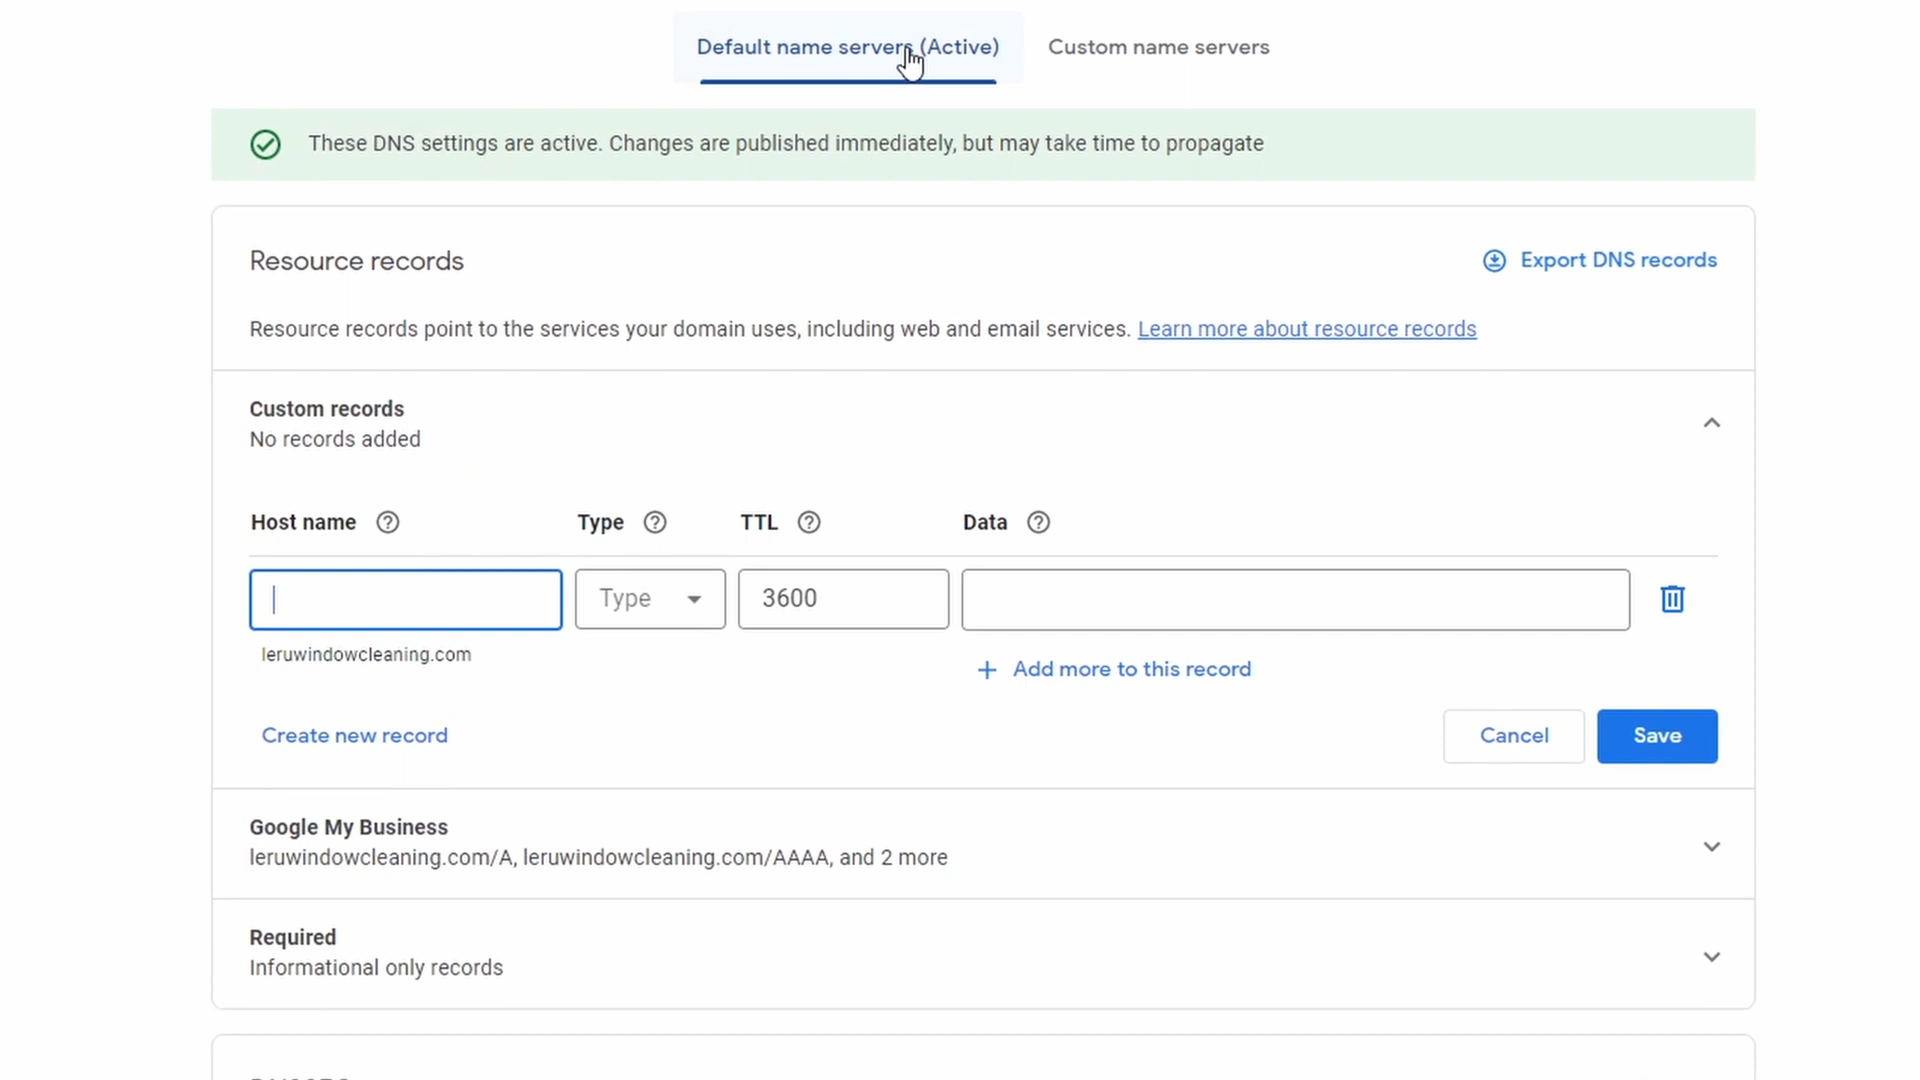 Default name servers (Active)
Custom name servers
These DNS settings are active. Changes are published immediately, but may take time to propagate
Resource records
Export DNS records
Resource records point to the services your domain uses, including web and email services. Learn more about resource records
Custom records
No records added
Host name
Type
TTL
Data
Type
3600
leruwindowcleaning.com
Add more to this record
Create new record
Cancel
Save
Google My Business
leruwindowcleaning.com/A, leruwindowcleaning.com/AAAA, and 2 more
Required
Informational only records